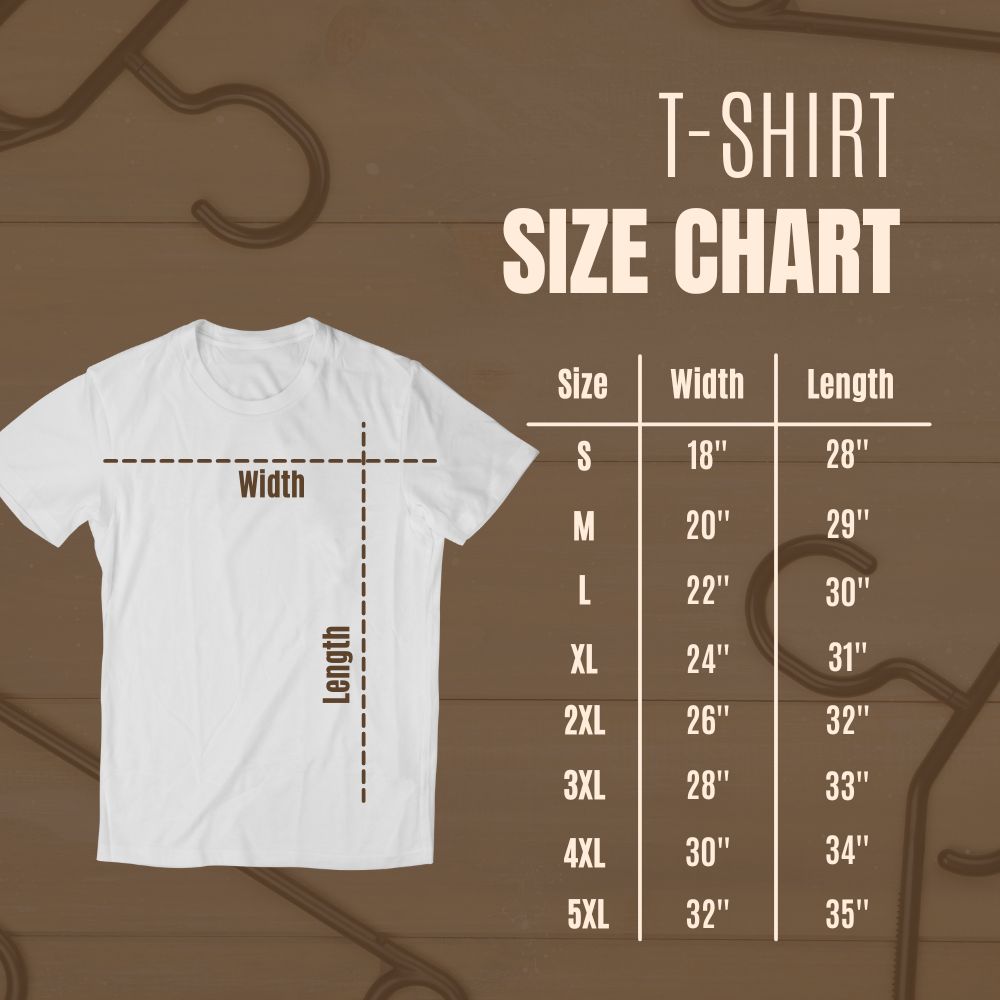 T-SHIRT
SIZE CHART
Width
Length
Size Width Length
S 18" 28"
M 20" 29"
L 22" 30"
XL 24" 31"
2XL 26" 32"
3XL 28" 33"
4XL 30" 34"
5XL 32" 35"